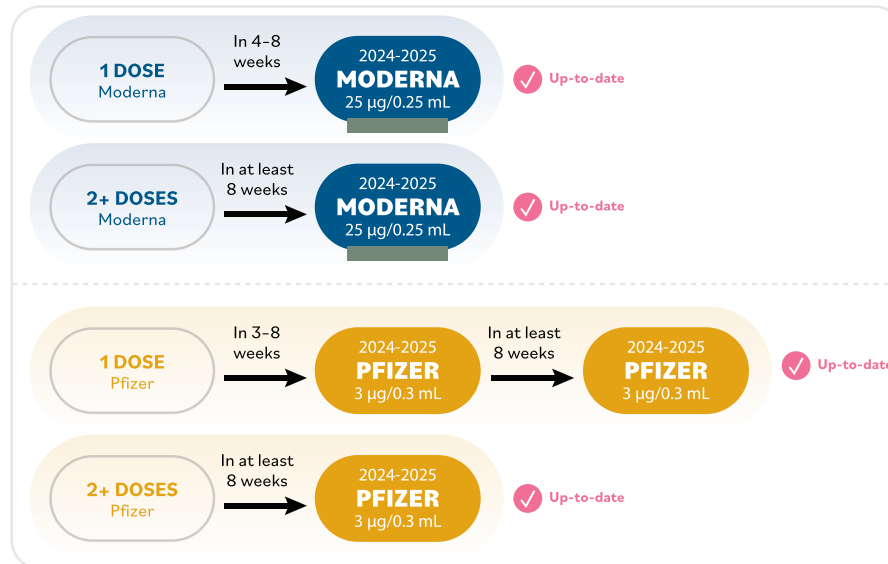 1 DOSE
Moderna
In 4–8
weeks
2024-2025
MODERNA
25 µg/0.25 mL
Up-to-date
2+ DOSES
Moderna
In at least
8 weeks
2024-2025
MODERNA
25 µg/0.25 mL
Up-to-date
1 DOSE
Pfizer
In 3–8
weeks
2024-2025
PFIZER
3 µg/0.3 mL
In at least
8 weeks
2024-2025
PFIZER
3 µg/0.3 mL
Up-to-date
2+ DOSES
Pfizer
In at least
8 weeks
2024-2025
PFIZER
3 µg/0.3 mL
Up-to-date